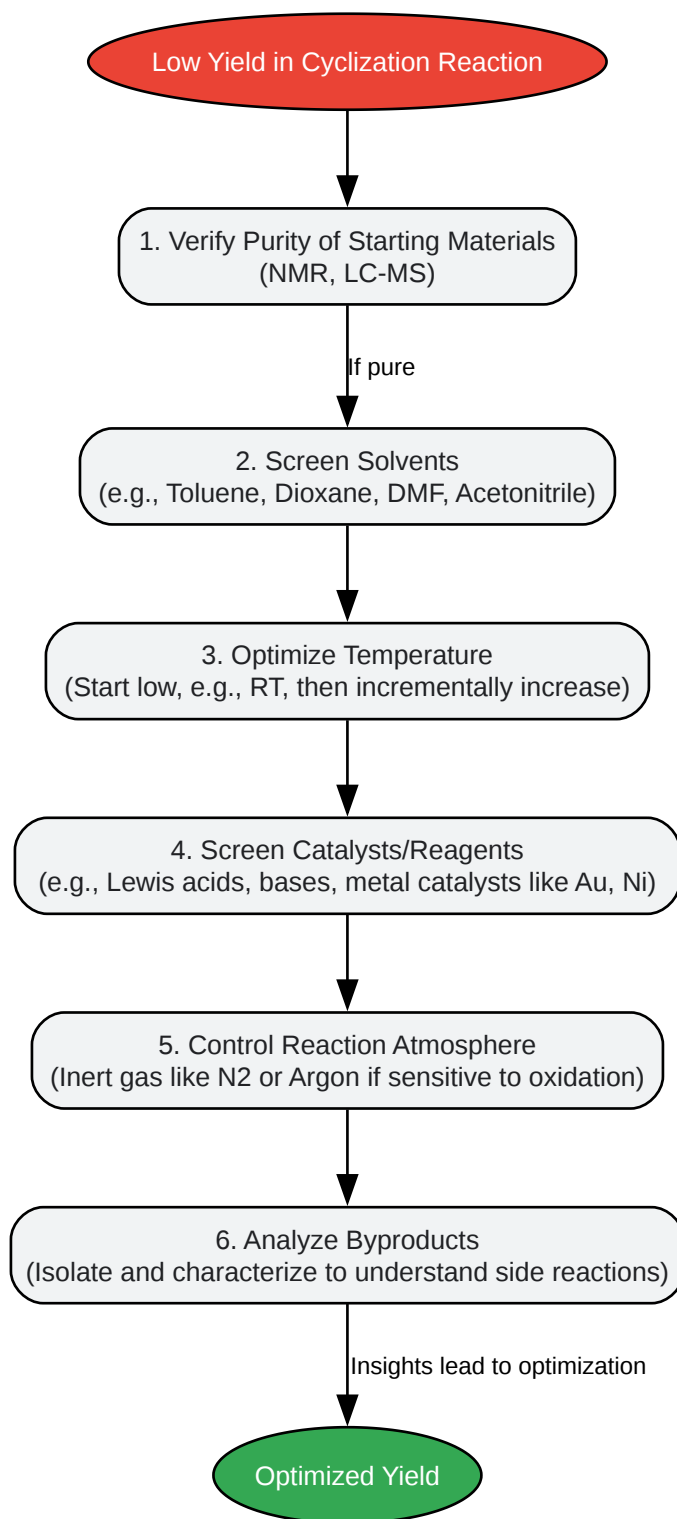 Low Yield in Cyclization Reaction
1. Verify Purity of Starting Materials
(NMR, LC-MS)
If pure
2. Screen Solvents
(e.g., Toluene, Dioxane, DMF, Acetonitrile)
3. Optimize Temperature
(Start low, e.g., RT, then incrementally increase)
4. Screen Catalysts/Reagents
(e.g., Lewis acids, bases, metal catalysts like Au, Ni)
5. Control Reaction Atmosphere
(Inert gas like N2 or Argon if sensitive to oxidation)
6. Analyze Byproducts
(Isolate and characterize to understand side reactions)
Insights lead to optimization
Optimized Yield